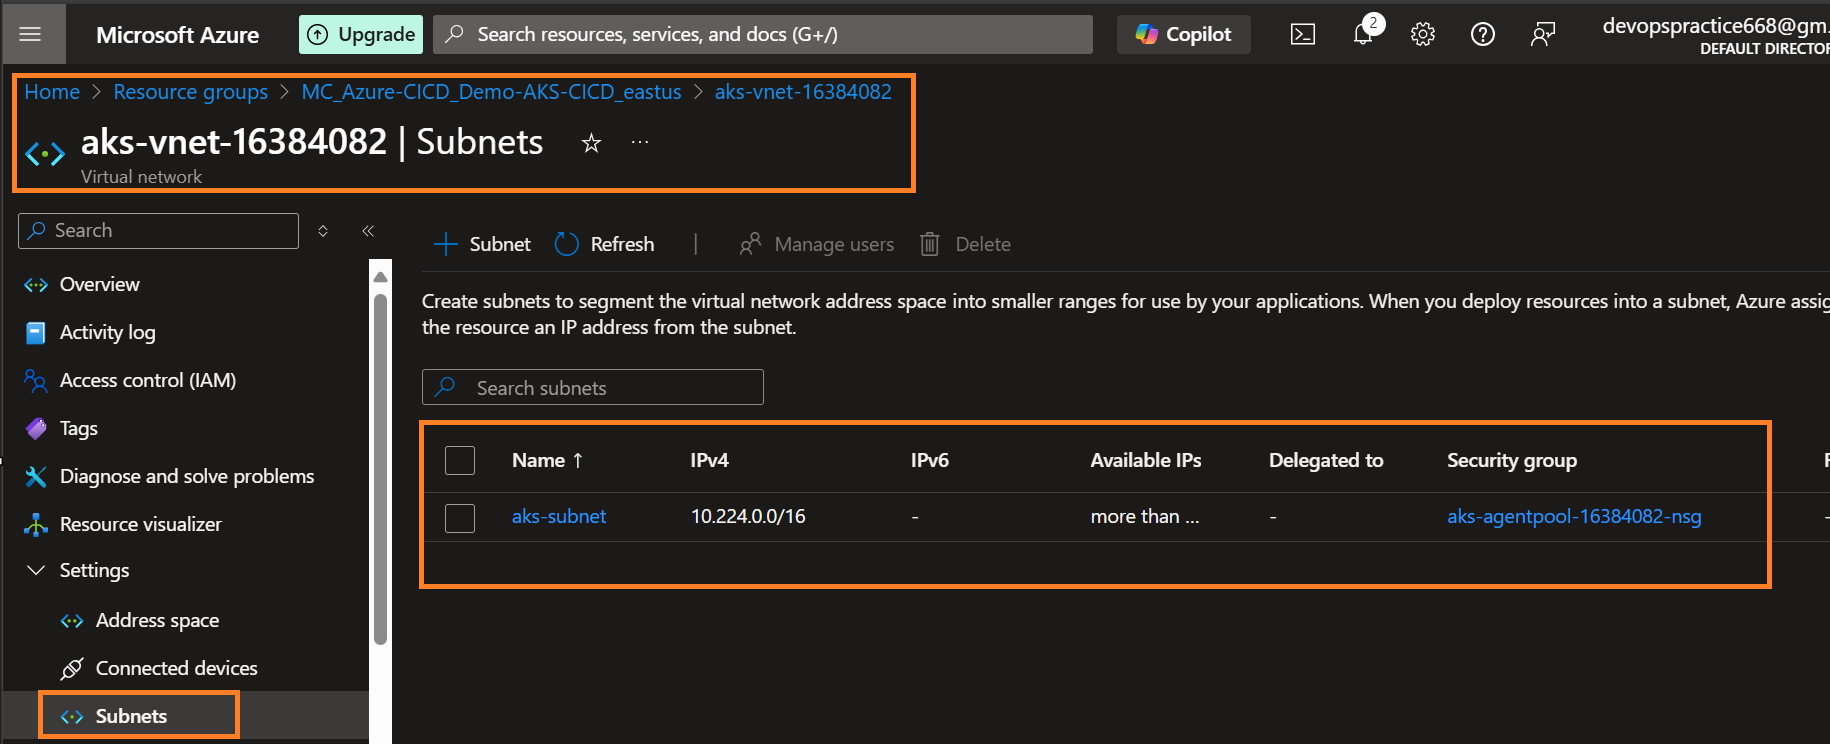 Microsoft Azure
Upgrade
Search resources, services, and docs (G+/)
Copilot
2
devopspractice668@gm.
DEFAULT DIRECTOR
Home > Resource groups > MC_Azure-CICD_Demo-AKS-CICD_eastus > aks-vnet-16384082
aks-vnet-16384082 | Subnets
Virtual network
Search
Subnet
Refresh
Manage users
Delete
Overview
Activity log
Access control (IAM)
Tags
Diagnose and solve problems
Resource visualizer
Settings
Address space
Connected devices
Subnets
Create subnets to segment the virtual network address space into smaller ranges for use by your applications. When you deploy resources into a subnet, Azure assig
the resource an IP address from the subnet.
Search subnets
Name ↑ IPv4 IPv6 Available IPs Delegated to Security group
aks-subnet 10.224.0.0/16 - more than ... - aks-agentpool-16384082-nsg -